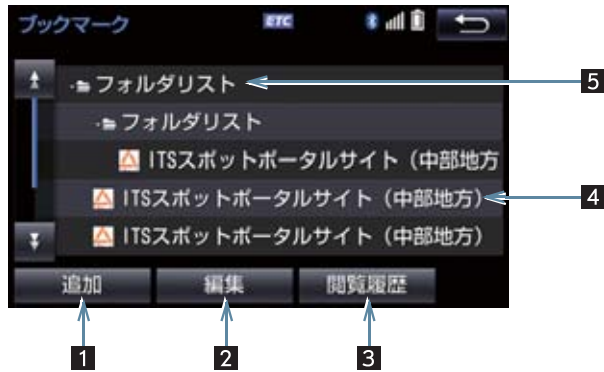 ブックマーク ETC
フォルダリスト 5
フォルダリスト
ITSスポットポータルサイト（中部地方
ITSスポットポータルサイト（中部地方） 4
ITSスポットポータルサイト（中部地方）
追加 編集 閲覧履歴
1 2 3